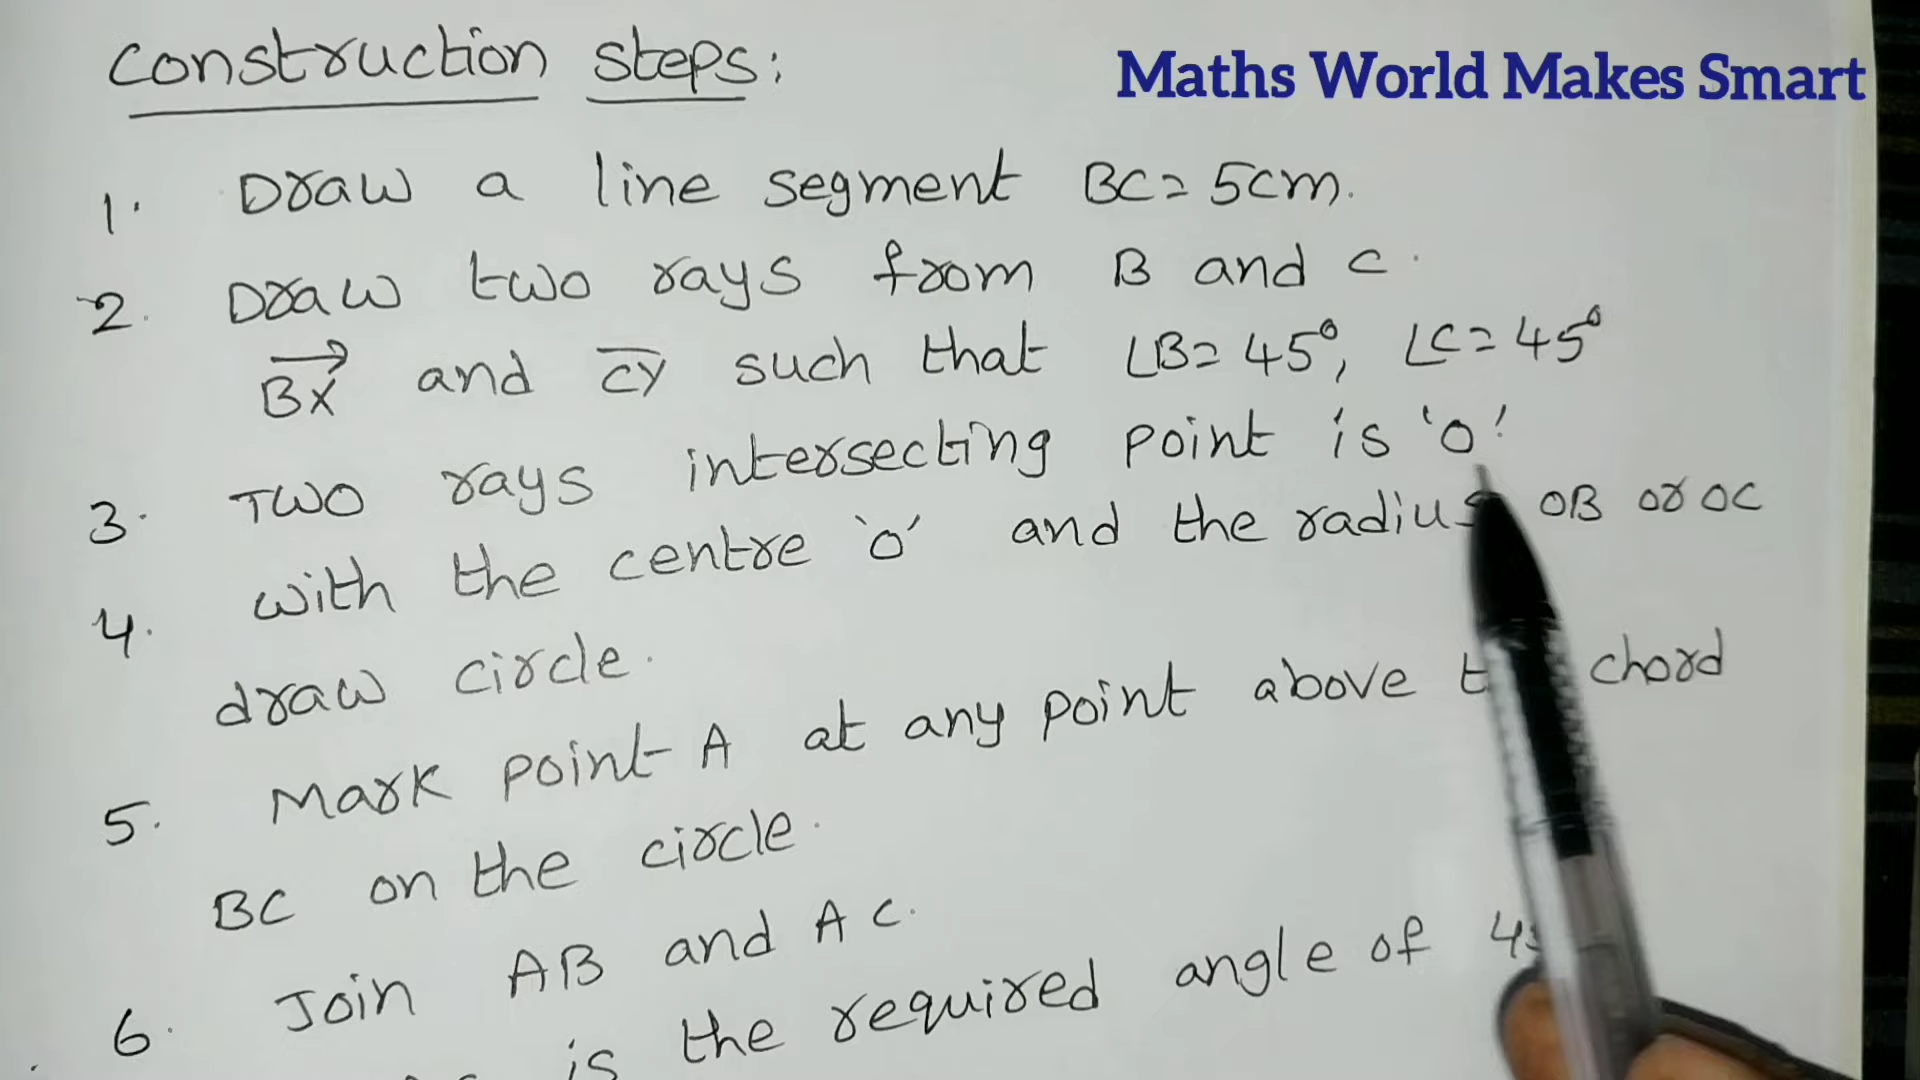 Construction steps:
Maths World Makes Smart
1. Draw a line segment BC = 5cm.
2. Draw two rays from B and C.
BX and CY such that ∠B = 45°, ∠C = 45°
3. Two rays intersecting point is 'O'
4. with the centre 'O' and the radius OB or OC
draw circle.
5. Mark point A at any point above chord
BC on the circle.
6. Join AB and AC.
is the required angle of